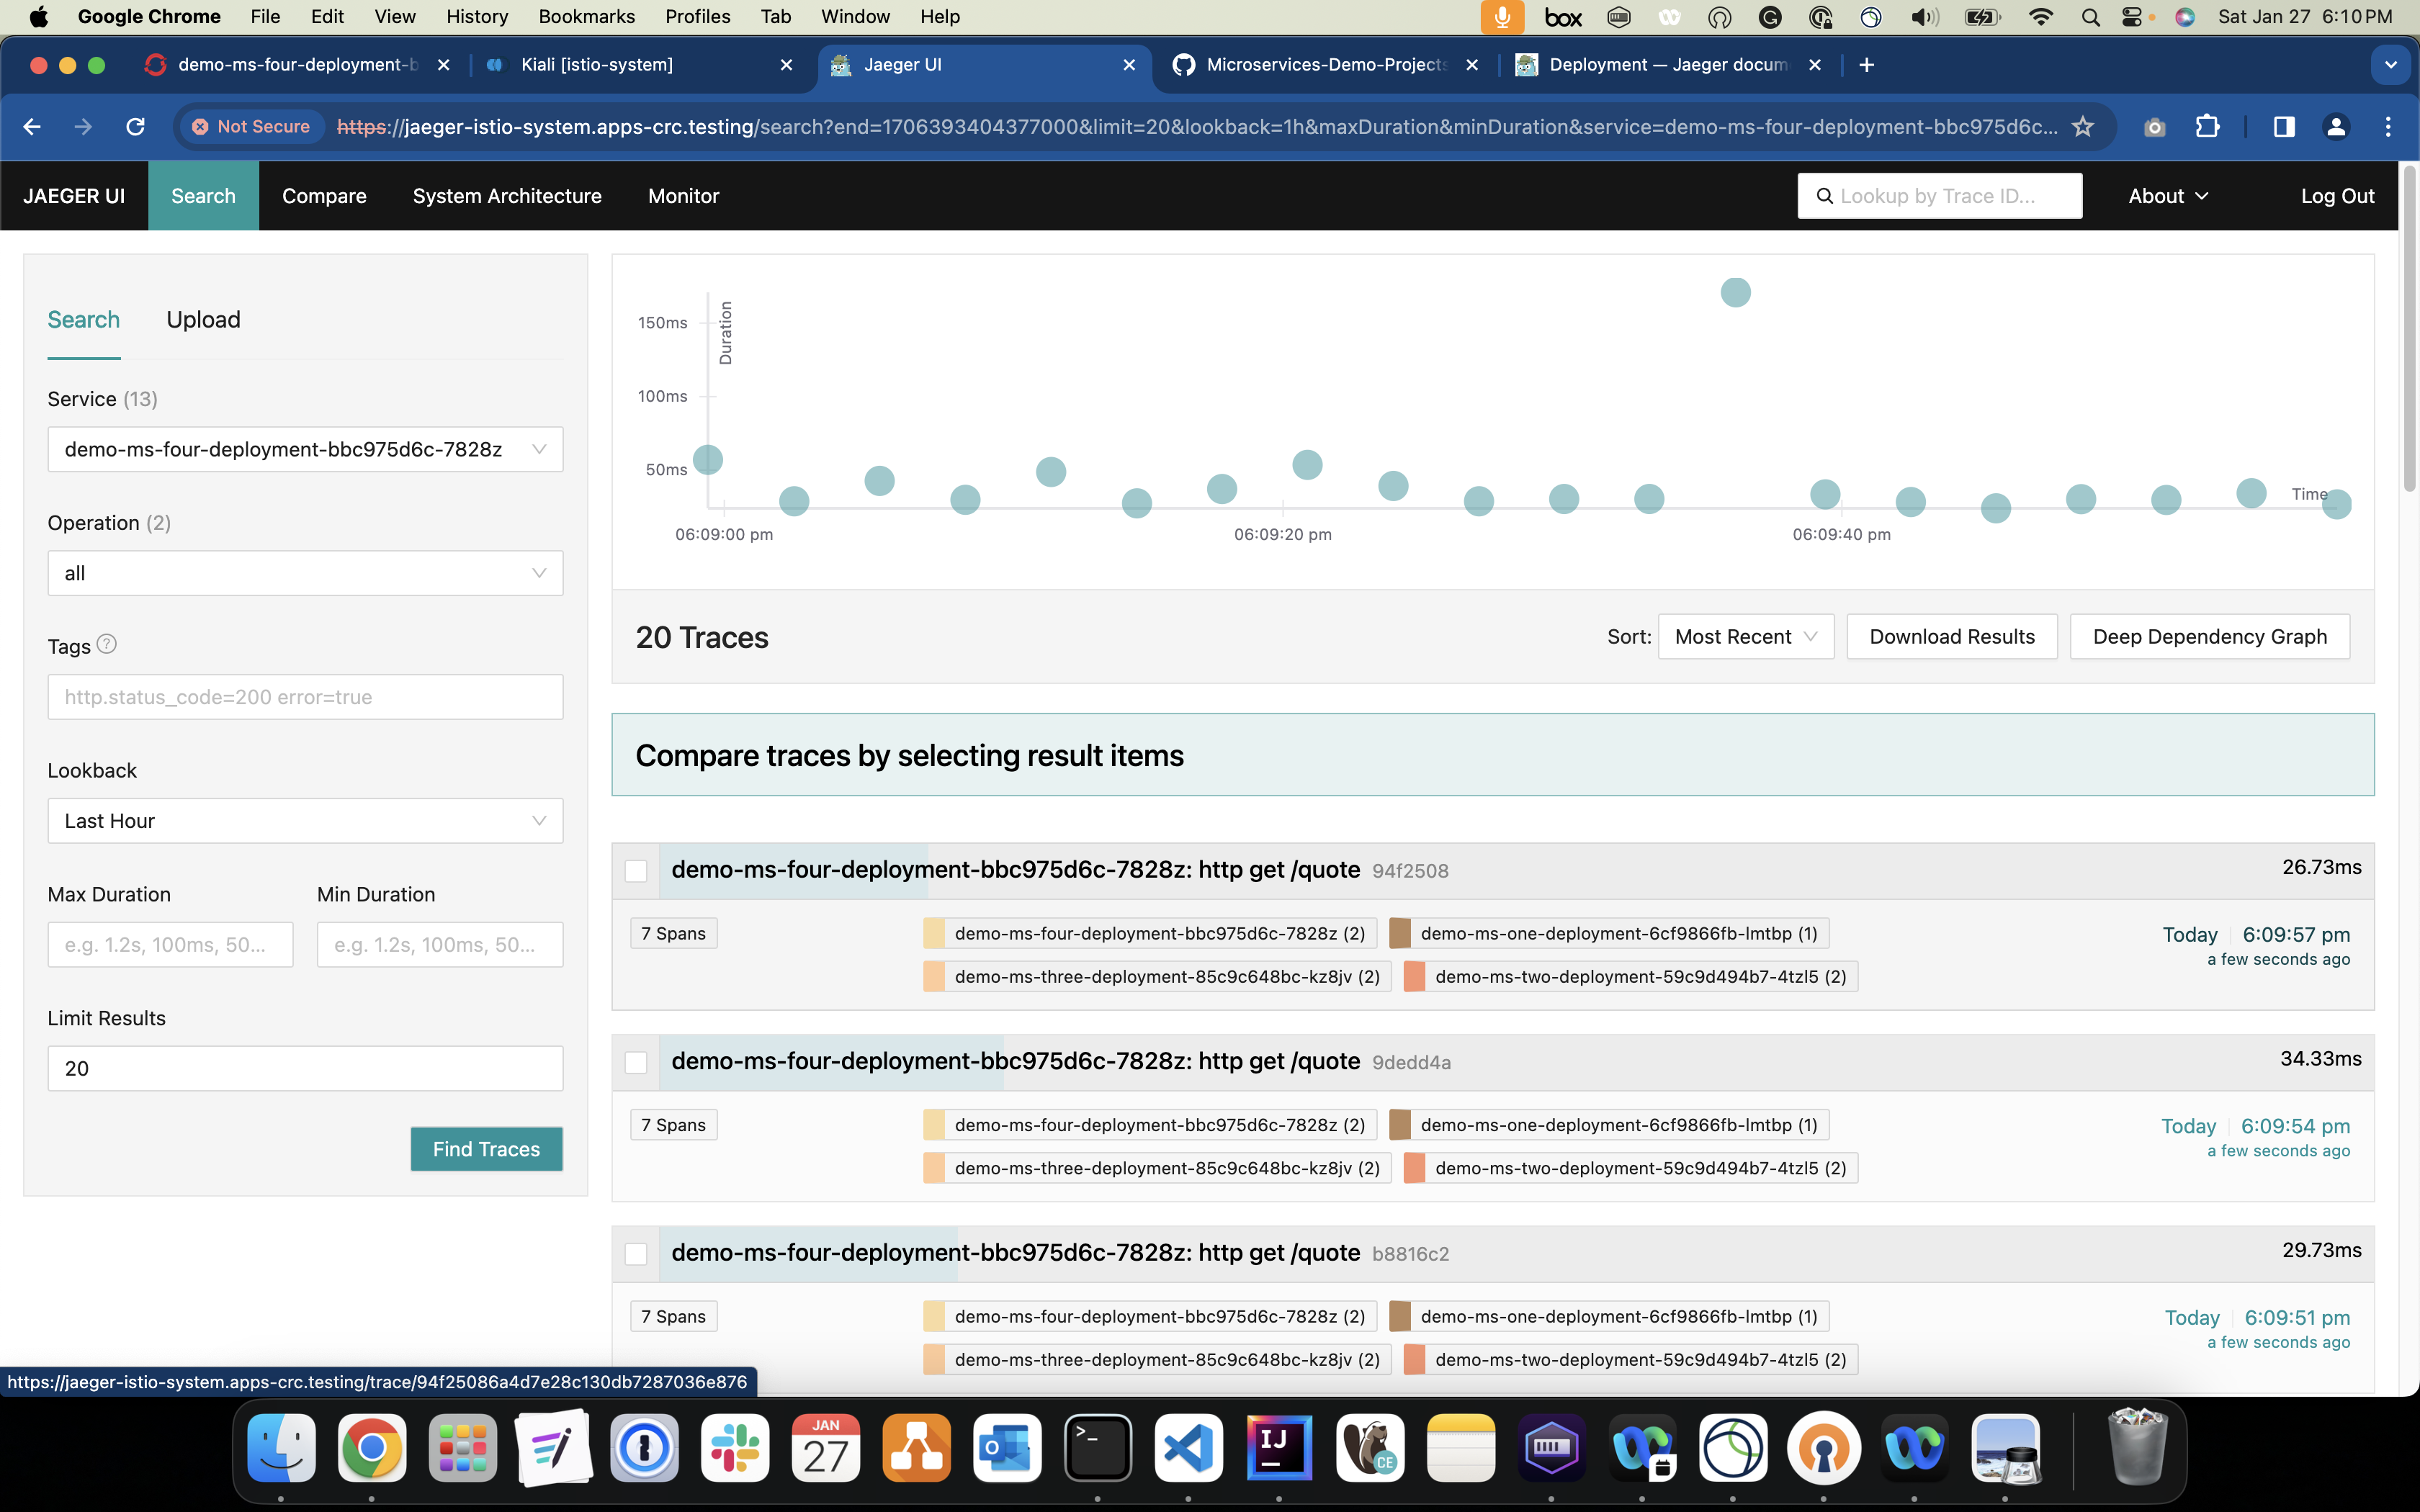 Google Chrome File Edit View History Bookmarks Profiles Tab Window Help box Sat Jan 27 6:10 PM
demo-ms-four-deployment-b Kiali [istio-system] Jaeger UI Microservices-Demo-Projects Deployment — Jaeger docum
Not Secure https://jaeger-istio-system.apps-crc.testing/search?end=1706393404377000&limit=20&lookback=1h&maxDuration&minDuration&service=demo-ms-four-deployment-bbc975d6c...
JAEGER UI Search Compare System Architecture Monitor Lookup by Trace ID... About Log Out
Search Upload
Service (13)
demo-ms-four-deployment-bbc975d6c-7828z
Operation (2)
all
Tags ?
http.status_code=200 error=true
Lookback
Last Hour
Max Duration Min Duration
e.g. 1.2s, 100ms, 50... e.g. 1.2s, 100ms, 50...
Limit Results
20
Find Traces
Duration
150ms
100ms
50ms
Time
06:09:00 pm 06:09:20 pm 06:09:40 pm
20 Traces Sort: Most Recent Download Results Deep Dependency Graph
Compare traces by selecting result items
demo-ms-four-deployment-bbc975d6c-7828z: http get /quote 94f2508 26.73ms
7 Spans demo-ms-four-deployment-bbc975d6c-7828z (2) demo-ms-one-deployment-6cf9866fb-lmtbp (1) Today 6:09:57 pm
demo-ms-three-deployment-85c9c648bc-kz8jv (2) demo-ms-two-deployment-59c9d494b7-4tzl5 (2) a few seconds ago
demo-ms-four-deployment-bbc975d6c-7828z: http get /quote 9dedd4a 34.33ms
7 Spans demo-ms-four-deployment-bbc975d6c-7828z (2) demo-ms-one-deployment-6cf9866fb-lmtbp (1) Today 6:09:54 pm
demo-ms-three-deployment-85c9c648bc-kz8jv (2) demo-ms-two-deployment-59c9d494b7-4tzl5 (2) a few seconds ago
demo-ms-four-deployment-bbc975d6c-7828z: http get /quote b8816c2 29.73ms
7 Spans demo-ms-four-deployment-bbc975d6c-7828z (2) demo-ms-one-deployment-6cf9866fb-lmtbp (1) Today 6:09:51 pm
demo-ms-three-deployment-85c9c648bc-kz8jv (2) demo-ms-two-deployment-59c9d494b7-4tzl5 (2) a few seconds ago
https://jaeger-istio-system.apps-crc.testing/trace/94f25086a4d7e28c130db7287036e876
JAN
27
IJ
CE